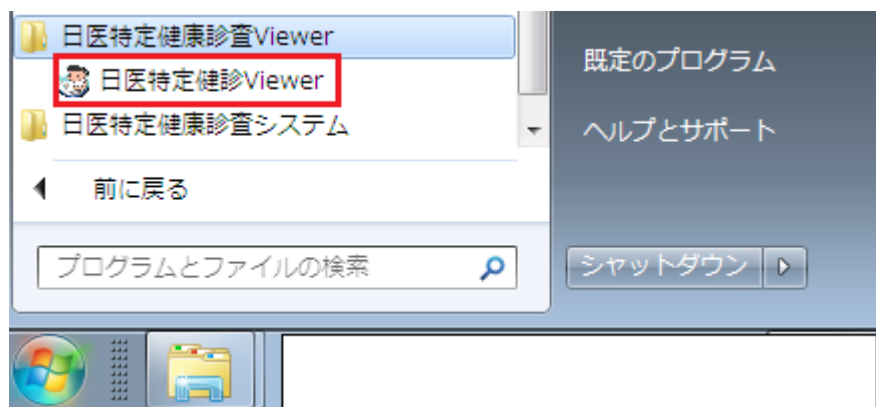 日医特定健康診査Viewer
日医特定健診Viewer
日医特定健康診査システム
前に戻る
プログラムとファイルの検索
既定のプログラム
ヘルプとサポート
シャットダウン